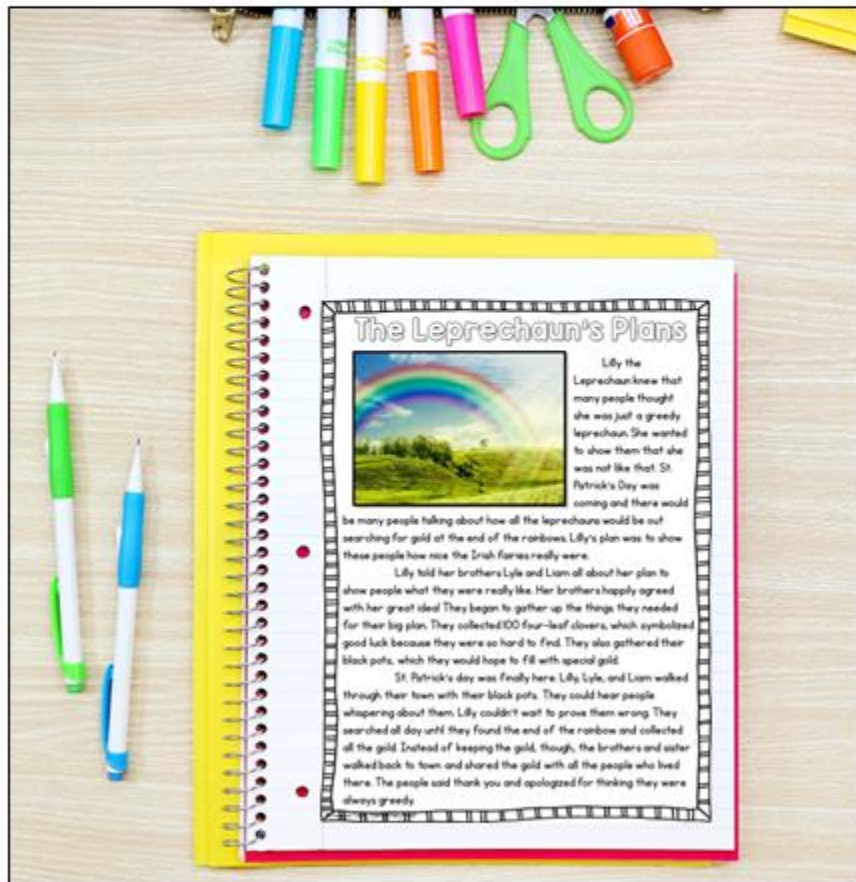 The Leprechaun's Plans
Lilly the
Leprechaun knew that
many people thought
she was just a greedy
leprechaun. She wanted
to show them that she
was not like that. St.
Patrick's Day was
coming and there would
be many people talking about how all the leprechauns would be out
searching for gold at the end of the rainbows. Lilly's plan was to show
these people how nice the Irish fairies really were.
Lilly told her brothers Lyle and Liam all about her plan to
show people what they were really like. Her brothers happily agreed
with her great idea! They began to gather up the things they needed
for their big plan. They collected 100 four-leaf clovers, which symbolized
good luck because they were so hard to find. They also gathered their
black pots, which they would hope to fill with special gold.
St. Patrick's day was finally here. Lilly, Lyle, and Liam walked
through their town with their black pots. They could hear people
whispering about them. Lilly couldn't wait to prove them wrong. They
searched all day until they found the end of the rainbow and collected
all the gold. Instead of keeping the gold, though, the brothers and sister
walked back to town and shared the gold with all the people who lived
there. The people said thank you and apologized for thinking they were
always greedy.